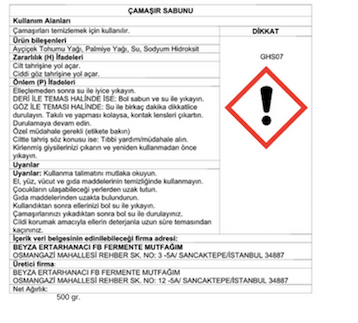 ÇAMAŞIR SABUNU
Kullanım Alanları
Çamaşırları temizlemek için kullanılır.
DİKKAT
Ürün bileşenleri
Ayçiçek Tohumu Yağı, Palmiye Yağı, Su, Sodyum Hidroksit
GHS07
Zararlılık (H) İfadeleri
Cilt tahrişine yol açar.
Ciddi göz tahrişine yol açar.
Önlem (P) İfadeleri
Elleçlemeden sonra su ile iyice yıkayın.
DERİ İLE TEMAS HALİNDE İSE: Bol sabun ve su ile yıkayın.
GÖZ İLE TEMASI HALİNDE: Su ile birkaç dakika dikkatlice
durulayın. Takılı ve yapması kolaysa, kontak lensleri çıkartın.
Durulamaya devam edin.
Özel müdahale gerekli (etikete bakın)
Ciltte tahriş söz konusu ise: Tıbbi yardım/müdahale alın.
Kirlenmiş giysilerinizi çıkarın ve yeniden kullanmadan önce
yıkayın.
Uyarılar
Uyarılar: Kullanma talimatını mutlaka okuyun.
El, yüz, vücut ve gıda maddelerinin temizliğinde kullanmayın.
Çocukların ulaşabileceği yerlerden uzak tutun.
Gıda maddelerinden uzakta bulundurun.
Kullandıktan sonra ellerinizi bol su ile yıkayın.
Çamaşırlarınızı yıkadıktan sonra bol su ile durulayınız.
Cildi korumak amacıyla ellerin deterjanla uzun süre temasından
kaçınınız.
İçerik veri belgesinin edinilebileceği firma adresi:
BEYZA ERTARHANACI FB FERMENTE MUTFAĞIM
OSMANGAZİ MAHALLESİ REHBER SK. NO: 3 -5A/ SANCAKTEPE/İSTANBUL 34887
Üretici firma
BEYZA ERTARHANACI FB FERMENTE MUTFAĞIM
OSMANGAZİ MAHALLESİ REHBER SK. NO: 12 -5A/ SANCAKTEPE/İSTANBUL 34887
Net Ağırlık:
500 gr.